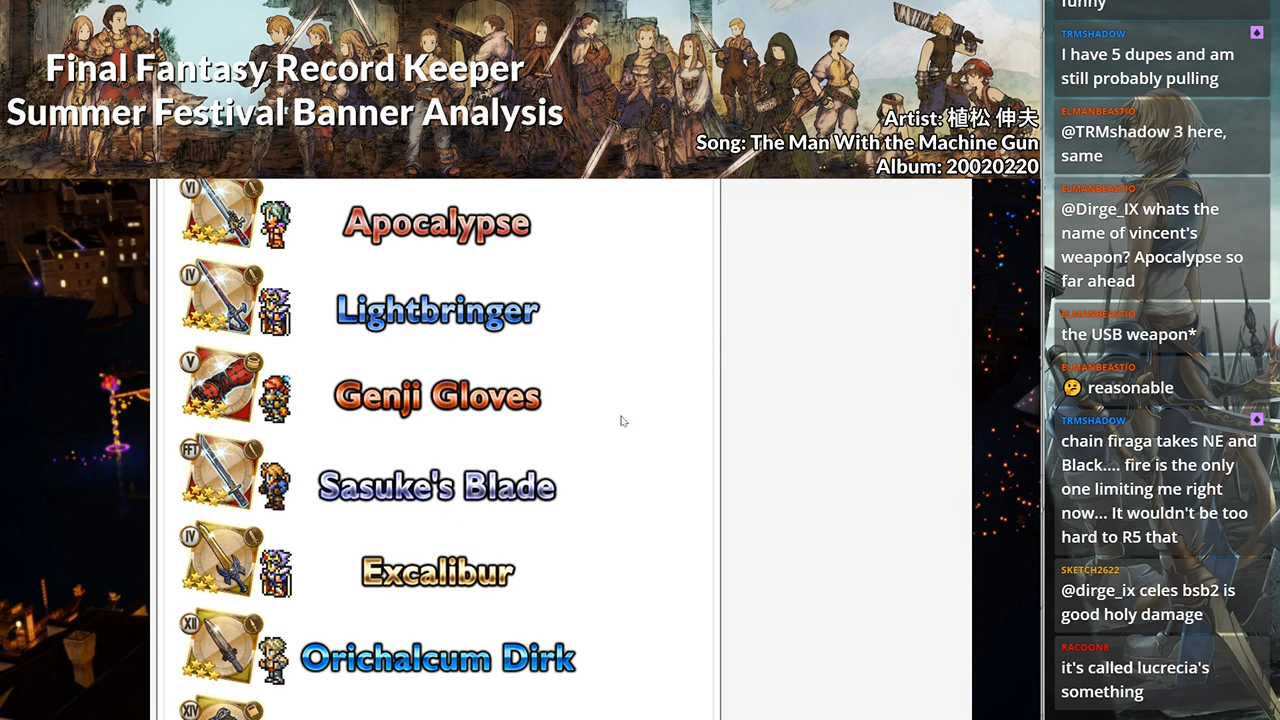 Final Fantasy Record Keeper
Summer Festival Banner Analysis
Artist: 植松 伸夫
Song: The Man With the Machine Gun
Album: 20020220
VI
Apocalypse
IV
Lightbringer
V
Genji Gloves
FFT
Sasuke's Blade
IV
Excalibur
XII
Orichalcum Dirk
XIV
funny
TRMSHADOW
I have 5 dupes and am
still probably pulling
ELMANBEASTIO
@TRMshadow 3 here,
same
ELMANBEASTIO
@Dirge_IX whats the
name of vincent's
weapon? Apocalypse so
far ahead
ELMANBEASTIO
the USB weapon*
ELMANBEASTIO
🤔 reasonable
TRMSHADOW
chain firaga takes NE and
Black.... fire is the only
one limiting me right
now... It wouldn't be too
hard to R5 that
SKETCH2622
@dirge_ix celes bsb2 is
good holy damage
RACOON8
it's called lucrecia's
something